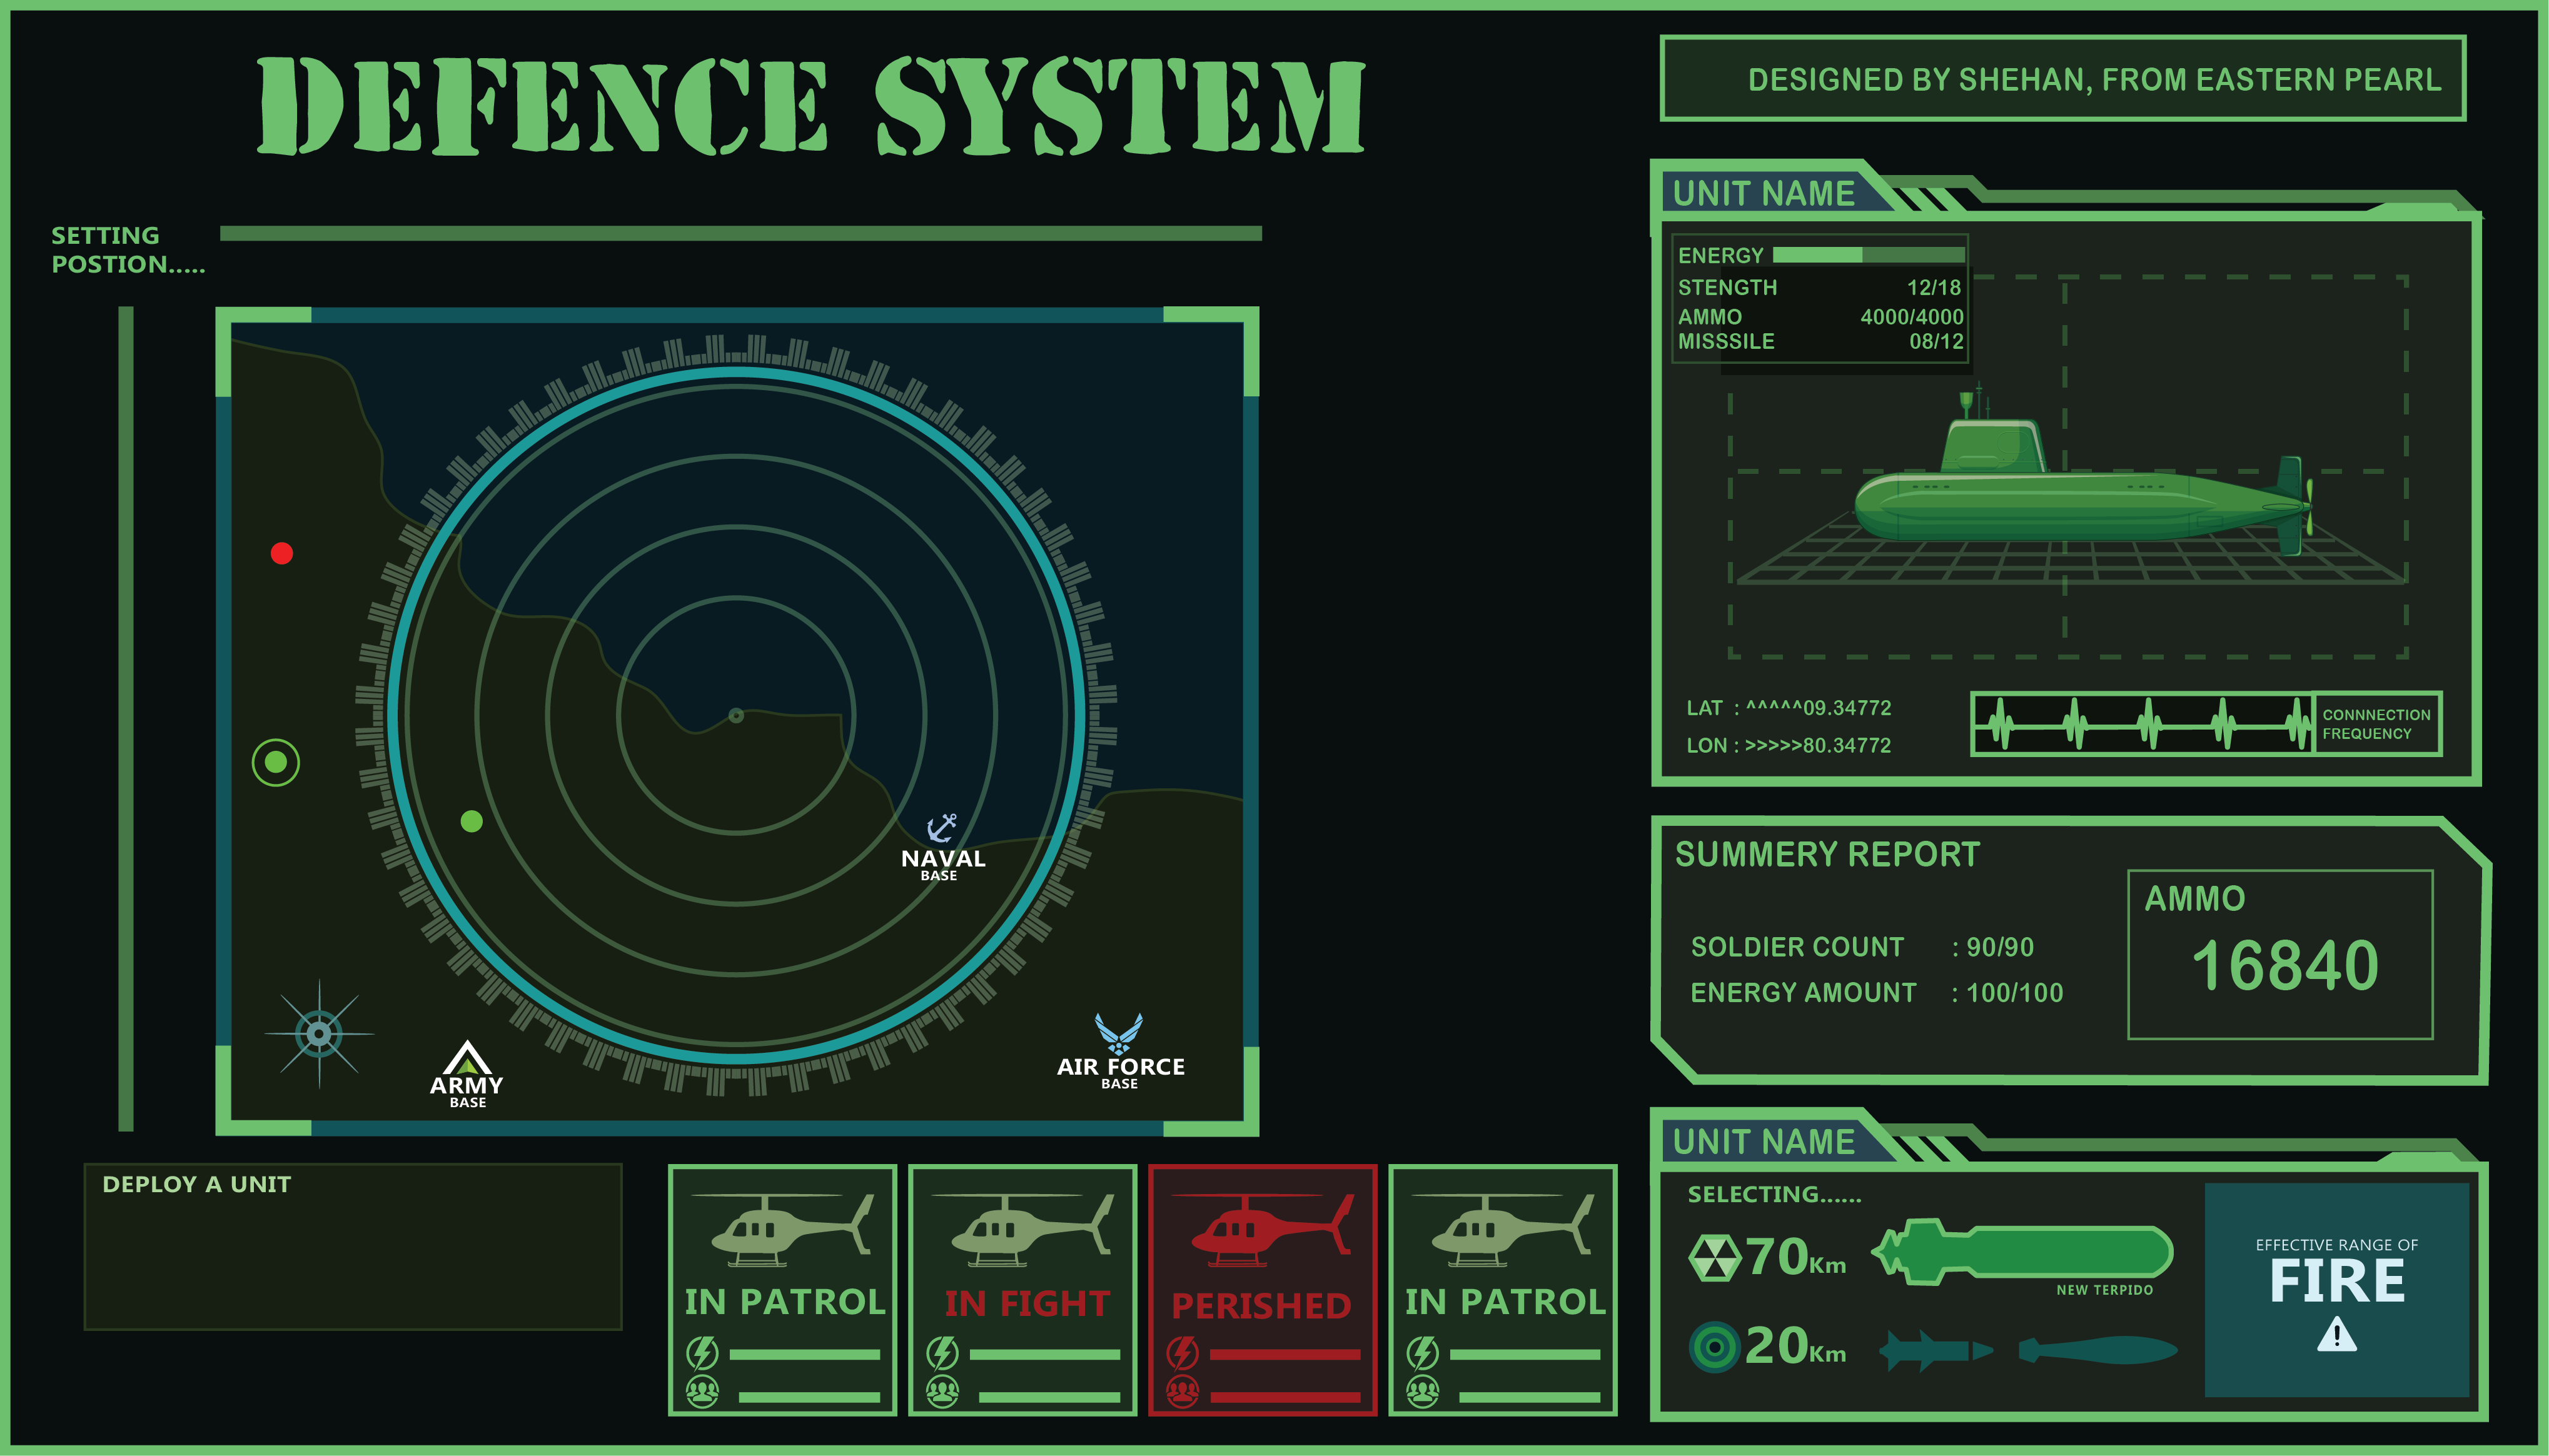 DEFENCE SYSTEM
DESIGNED BY SHEHAN, FROM EASTERN PEARL
SETTING
POSTION.....
NAVAL
BASE
ARMY
BASE
AIR FORCE
BASE
DEPLOY A UNIT
IN PATROL
IN FIGHT
PERISHED
IN PATROL
UNIT NAME
ENERGY
STENGTH 12/18
AMMO 4000/4000
MISSSILE 08/12
LAT : ^^^^^09.34772
LON : >>>>>80.34772
CONNNECTION
FREQUENCY
SUMMERY REPORT
SOLDIER COUNT : 90/90
ENERGY AMOUNT : 100/100
AMMO
16840
UNIT NAME
SELECTING......
70Km
NEW TERPIDO
20Km
EFFECTIVE RANGE OF
FIRE